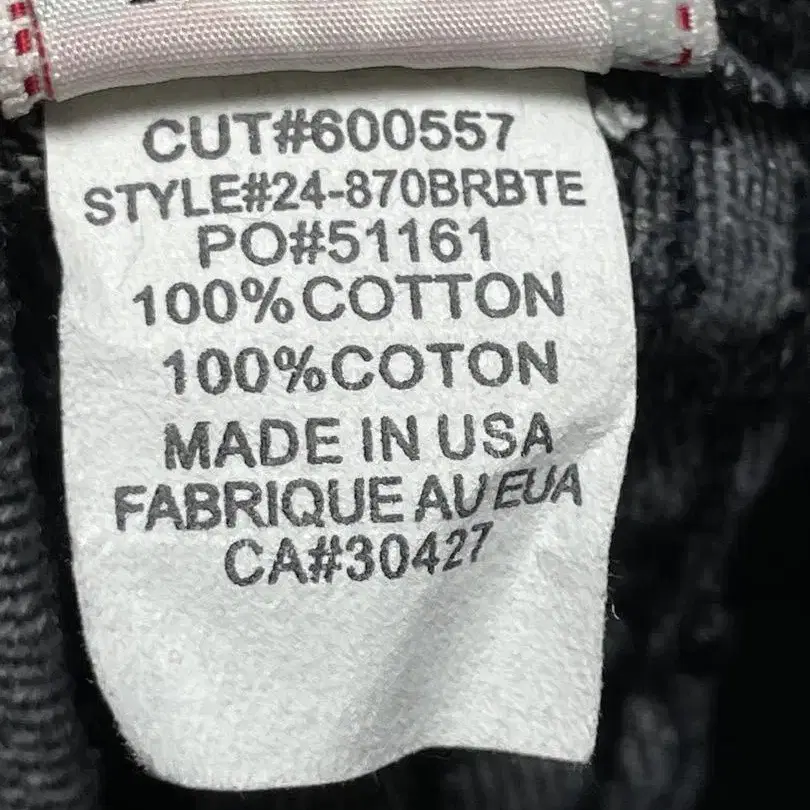 CUT#600557
STYLE#24-870BRBTE
PO#51161
100%COTTON
100%COTON
MADE IN USA
FABRIQUE AU EUA
CA#30427